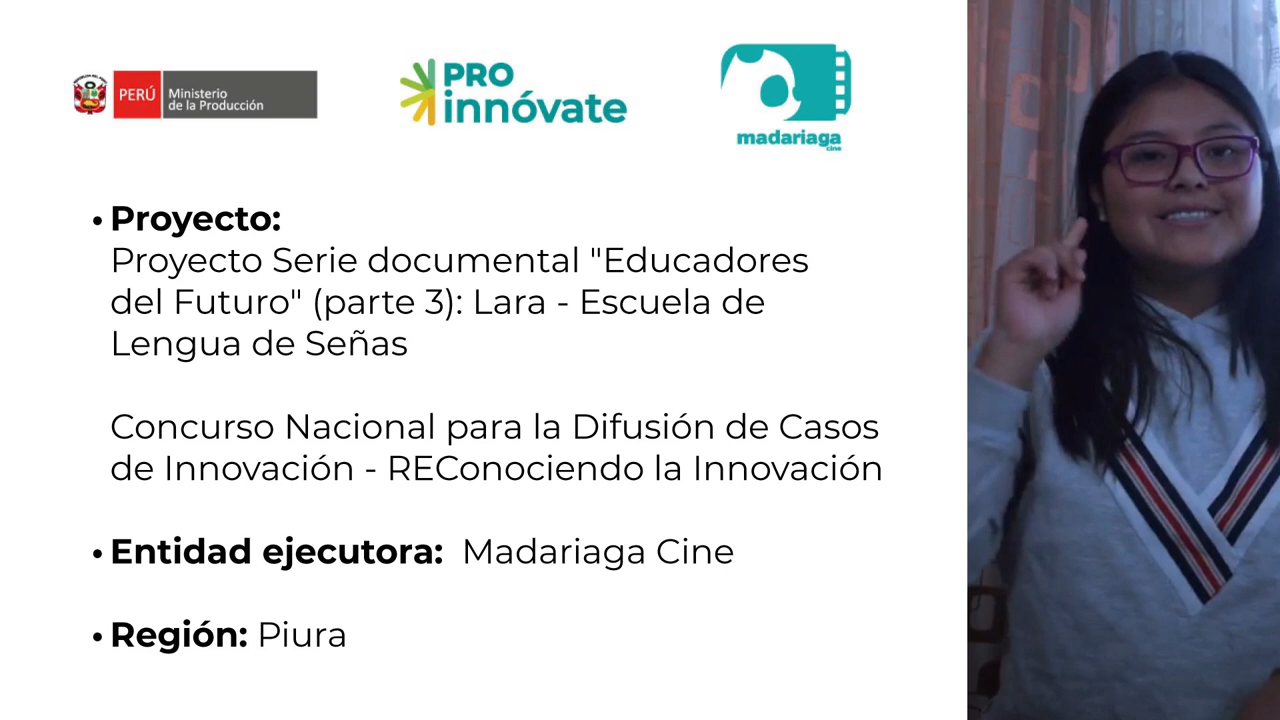 PERÚ
Ministerio
de la Producción
PRO
innóvate
madariaga
cine
• Proyecto:
Proyecto Serie documental "Educadores
del Futuro" (parte 3): Lara - Escuela de
Lengua de Señas
Concurso Nacional para la Difusión de Casos
de Innovación - REConociendo la Innovación
• Entidad ejecutora: Madariaga Cine
• Región: Piura